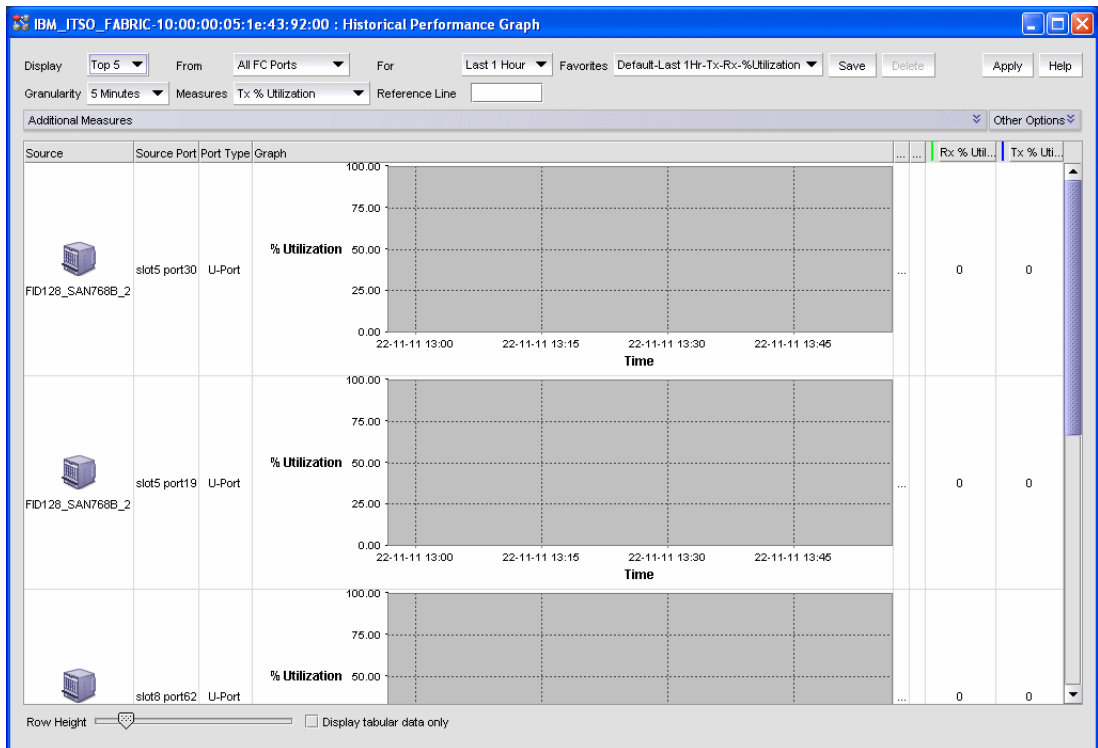 IBM_ITSO_FABRIC-10:00:00:05:1e:43:92:00 : Historical Performance Graph
Display Top 5 From All FC Ports For Last 1 Hour Favorites Default-Last 1Hr-Tx-Rx-%Utilization Save Delete Apply Help
Granularity 5 Minutes Measures Tx % Utilization Reference Line
Additional Measures Other Options
Source Source Port Port Type Graph ... ... Rx % Util... Tx % Uti...
100.00
75.00
% Utilization 50.00
slot5 port30 U-Port ... 0 0
FID128_SAN768B_2
25.00
0.00
22-11-11 13:00 22-11-11 13:15 22-11-11 13:30 22-11-11 13:45
Time
100.00
75.00
% Utilization 50.00
slot5 port19 U-Port ... 0 0
FID128_SAN768B_2
25.00
0.00
22-11-11 13:00 22-11-11 13:15 22-11-11 13:30 22-11-11 13:45
Time
100.00
75.00
% Utilization 50.00
slot8 port62 U-Port ... 0 0
Row Height Display tabular data only